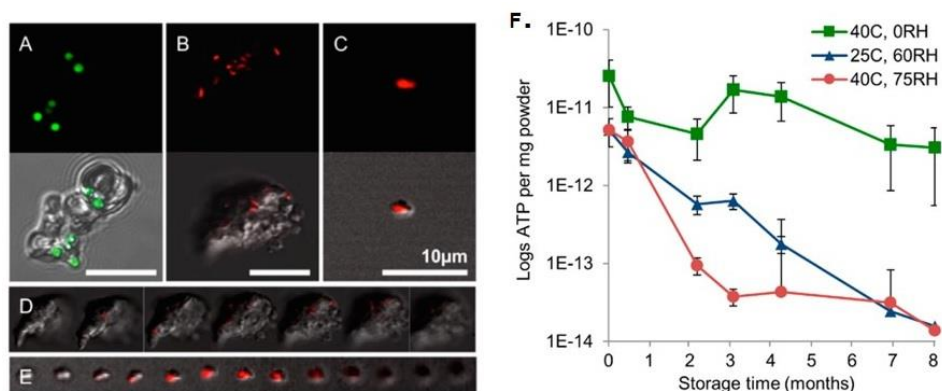 A
B
C
10µm
D
E
F.
40C, 0RH
25C, 60RH
40C, 75RH
Logs ATP per mg powder
1E-10
1E-11
1E-12
1E-13
1E-14
0 1 2 3 4 5 6 7 8
Storage time (months)